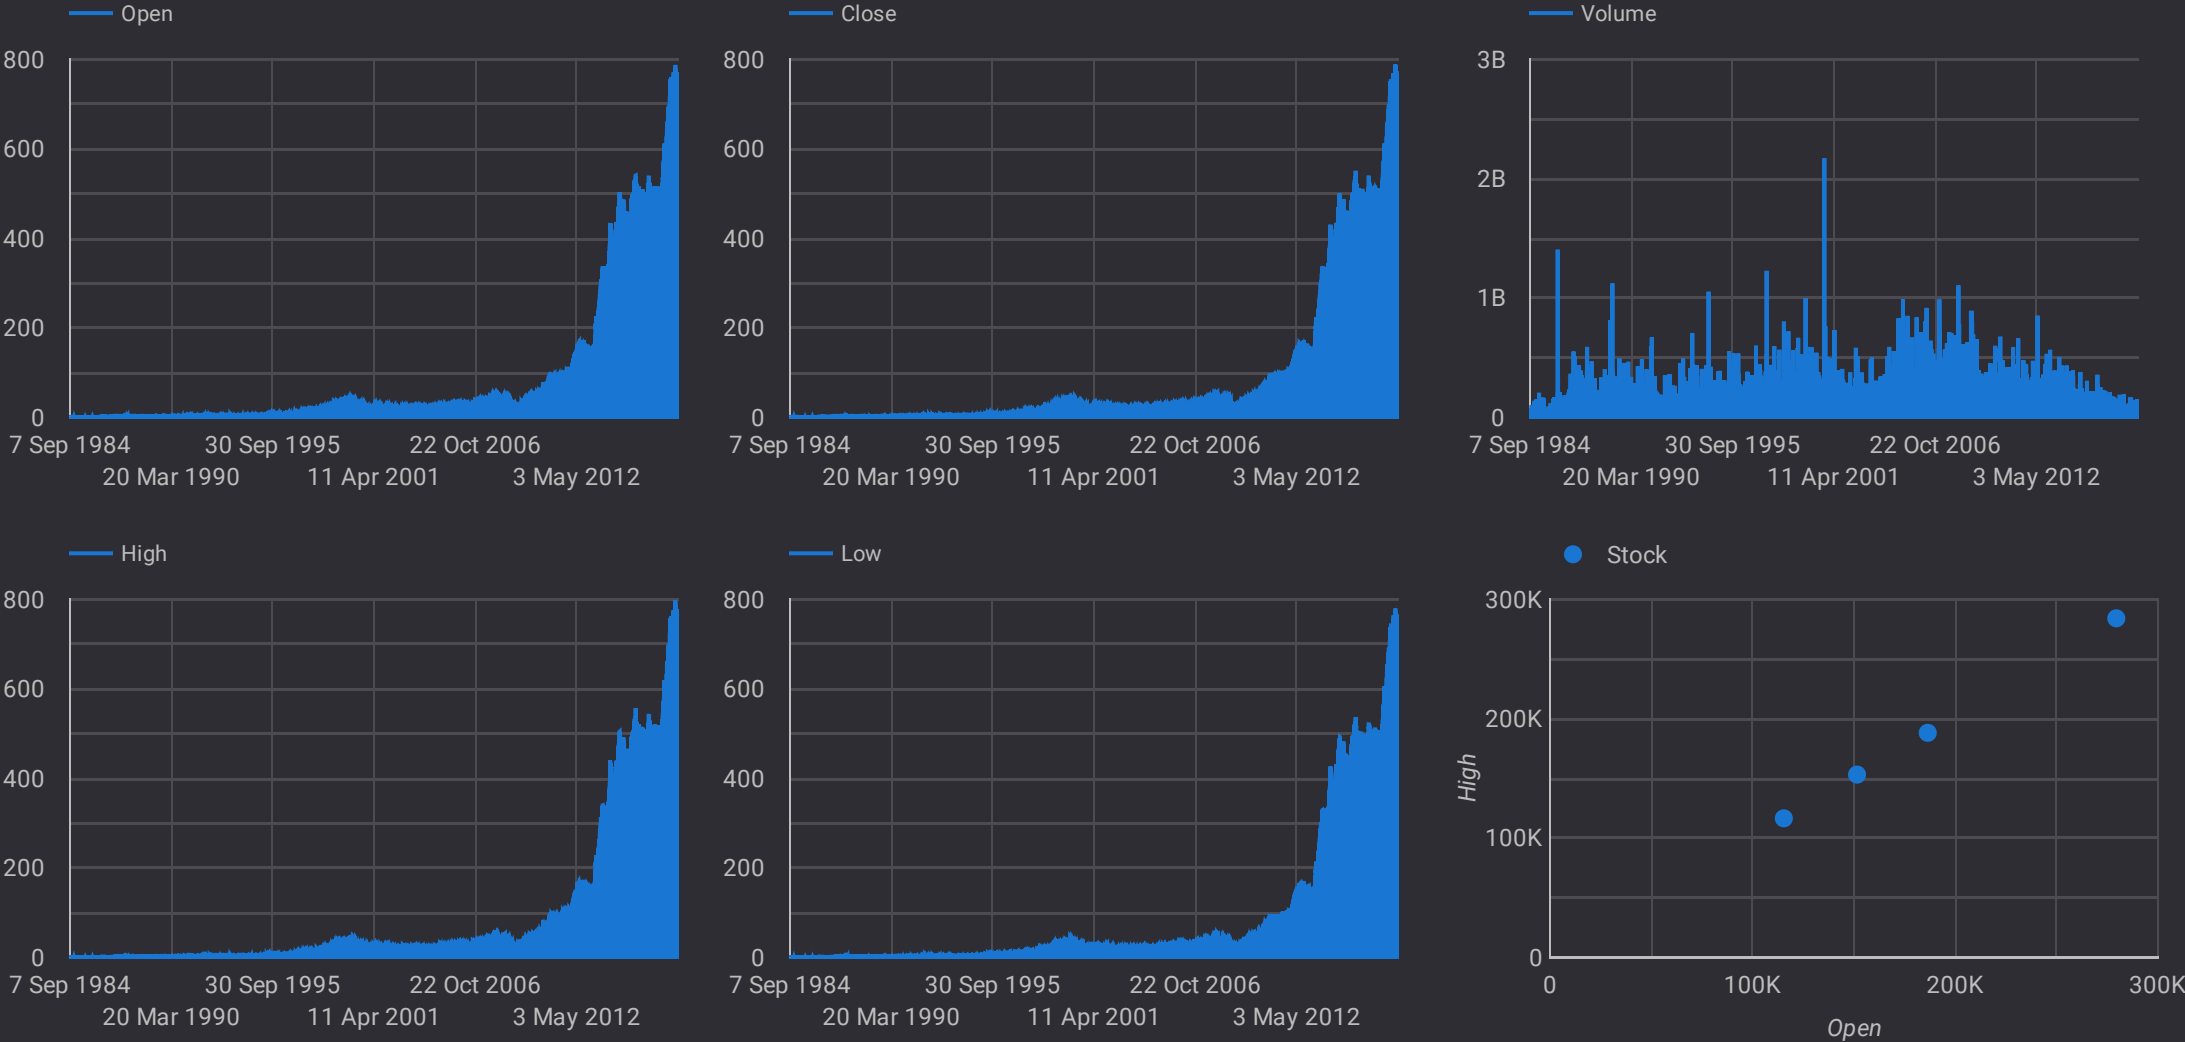 Open
800
600
400
200
0
7 Sep 1984
30 Sep 1995
22 Oct 2006
20 Mar 1990
11 Apr 2001
3 May 2012
Close
800
600
400
200
0
7 Sep 1984
30 Sep 1995
22 Oct 2006
20 Mar 1990
11 Apr 2001
3 May 2012
Volume
3B
2B
1B
0
7 Sep 1984
30 Sep 1995
22 Oct 2006
20 Mar 1990
11 Apr 2001
3 May 2012
High
800
600
400
200
0
7 Sep 1984
30 Sep 1995
22 Oct 2006
20 Mar 1990
11 Apr 2001
3 May 2012
Low
800
600
400
200
0
7 Sep 1984
30 Sep 1995
22 Oct 2006
20 Mar 1990
11 Apr 2001
3 May 2012
Stock
High
300K
200K
100K
0
0
100K
200K
300K
Open